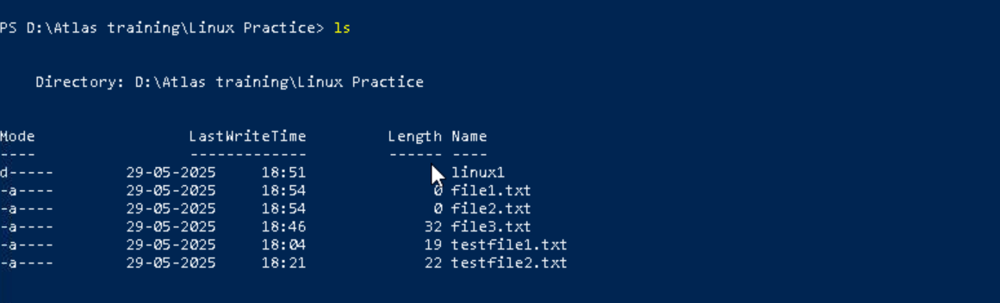 PS D:\Atlas training\Linux Practice> ls
Directory: D:\Atlas training\Linux Practice
Mode LastWriteTime Length Name
---- ------------- ------ ----
d----- 29-05-2025 18:51 linux1
-a---- 29-05-2025 18:54 0 file1.txt
-a---- 29-05-2025 18:54 0 file2.txt
-a---- 29-05-2025 18:46 32 file3.txt
-a---- 29-05-2025 18:04 19 testfile1.txt
-a---- 29-05-2025 18:21 22 testfile2.txt